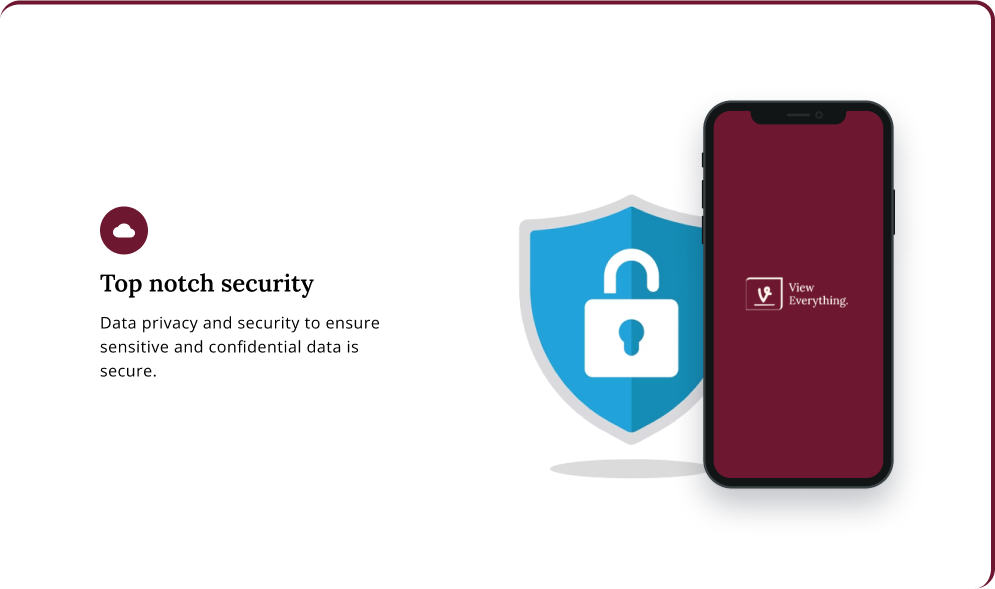 Top notch security
Data privacy and security to ensure
sensitive and confidential data is
secure.
View
Everything.